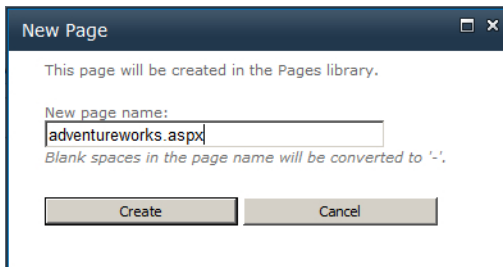 New Page
This page will be created in the Pages library.
New page name:
adventureworks.aspx
Blank spaces in the page name will be converted to '-'.
Create
Cancel